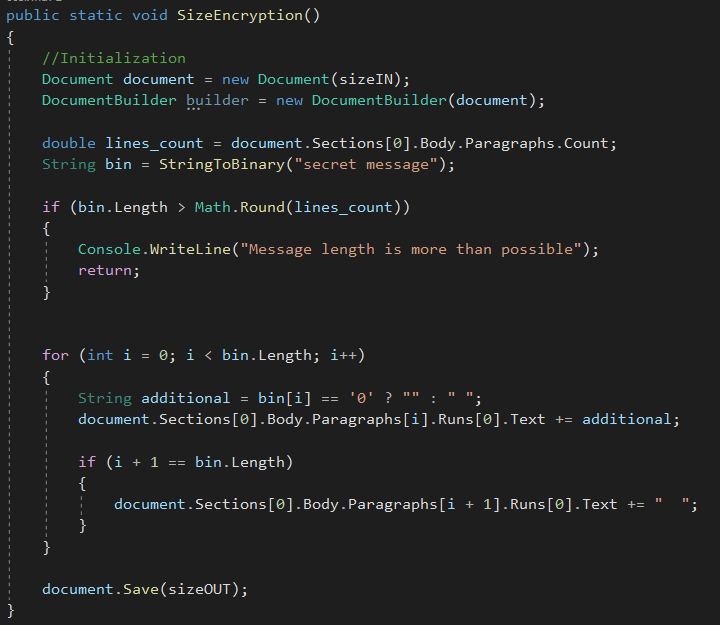 public static void SizeEncryption()
{
//Initialization
Document document = new Document(sizeIN);
DocumentBuilder builder = new DocumentBuilder(document);
double lines_count = document.Sections[0].Body.Paragraphs.Count;
String bin = StringToBinary("secret message");
if (bin.Length > Math.Round(lines_count))
{
Console.WriteLine("Message length is more than possible");
return;
}
for (int i = 0; i < bin.Length; i++)
{
String additional = bin[i] == '0' ? "" : " ";
document.Sections[0].Body.Paragraphs[i].Runs[0].Text += additional;
if (i + 1 == bin.Length)
{
document.Sections[0].Body.Paragraphs[i + 1].Runs[0].Text += "  ";
}
}
document.Save(sizeOUT);
}